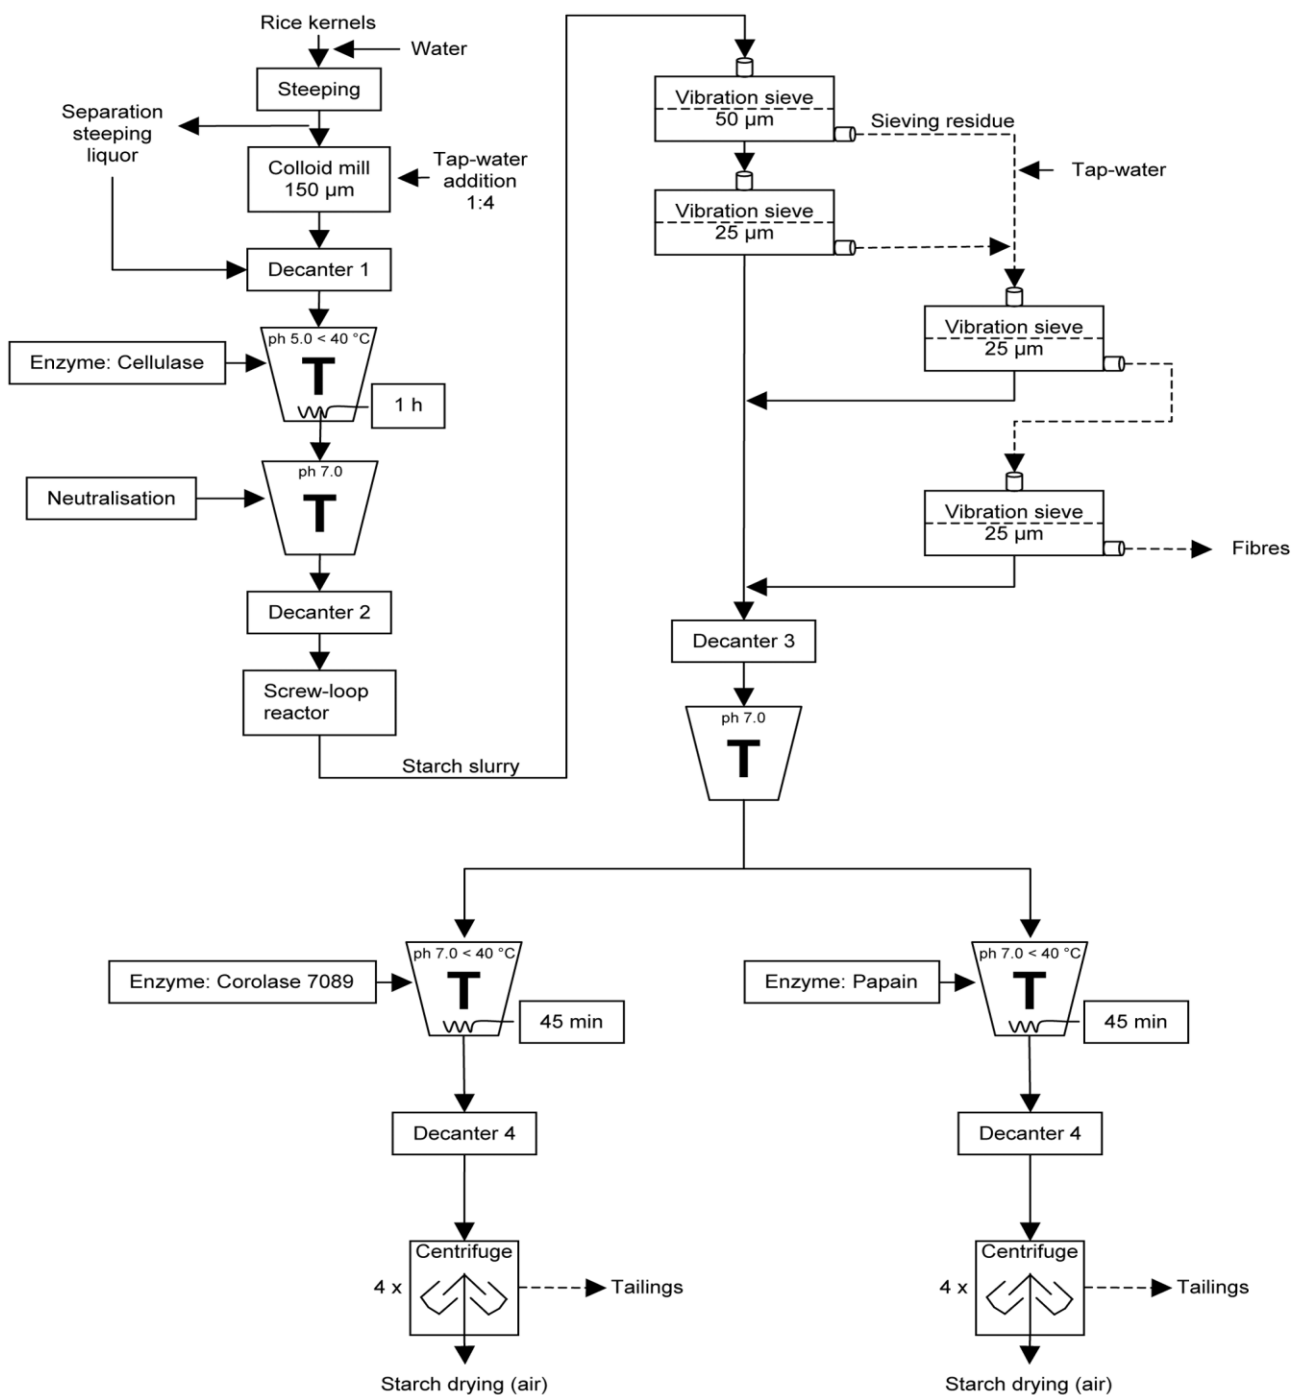 Rice kernels
Water
Steeping
Separation
steeping
liquor
Colloid mill
150 µm
Tap-water
addition
1:4
Decanter 1
ph 5.0 < 40 °C
T
Enzyme: Cellulase
1 h
ph 7.0
T
Neutralisation
Decanter 2
Screw-loop
reactor
Starch slurry
Vibration sieve
50 µm
Sieving residue
Tap-water
Vibration sieve
25 µm
Vibration sieve
25 µm
Vibration sieve
25 µm
Fibres
Decanter 3
ph 7.0
T
ph 7.0 < 40 °C
T
Enzyme: Corolase 7089
45 min
Decanter 4
Centrifuge
4 x
Tailings
Starch drying (air)
ph 7.0 < 40 °C
T
Enzyme: Papain
45 min
Decanter 4
Centrifuge
4 x
Tailings
Starch drying (air)